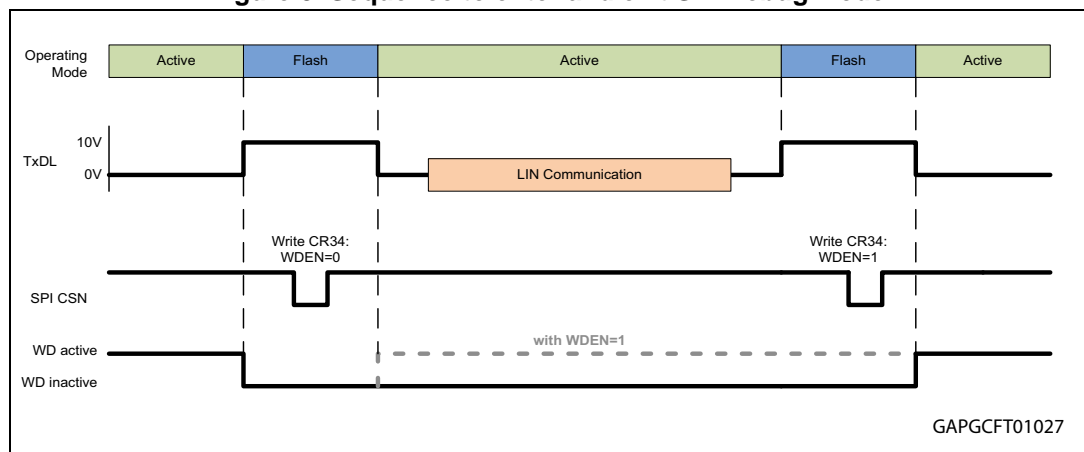 Operating
Mode
Active
Flash
Active
Flash
Active
10V
TxDL
0V
LIN Communication
Write CR34:
WDEN=0
Write CR34:
WDEN=1
SPI CSN
WD active
with WDEN=1
WD inactive
GAPGCFT01027